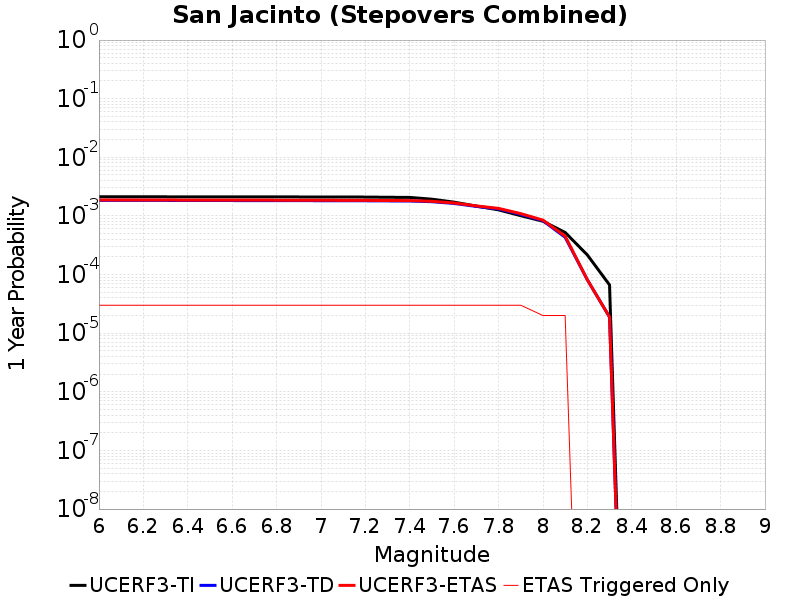 San Jacinto (Stepovers Combined)
10^0
10^-1
10^-2
10^-3
10^-4
10^-5
10^-6
10^-7
10^-8
1 Year Probability
6 6.2 6.4 6.6 6.8 7 7.2 7.4 7.6 7.8 8 8.2 8.4 8.6 8.8 9
Magnitude
UCERF3-TI UCERF3-TD UCERF3-ETAS ETAS Triggered Only